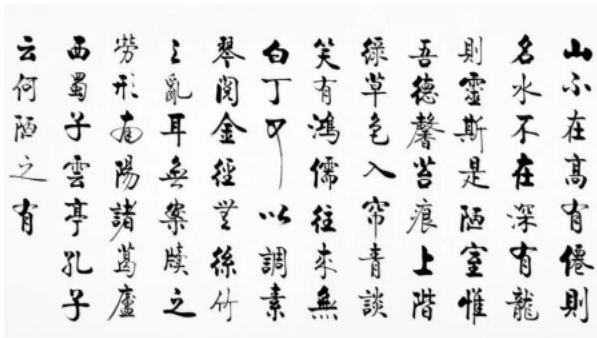 山不在高有僊則
名水不在深有龍
則靈斯是陋室惟
吾德馨苔痕上階
綠草色入帘青談
笑有鴻儒往來無
白丁可以調素
琴閱金經無絲竹
之亂耳無案牘之
勞形南陽諸葛廬
西蜀子雲亭孔子
云何陋之有